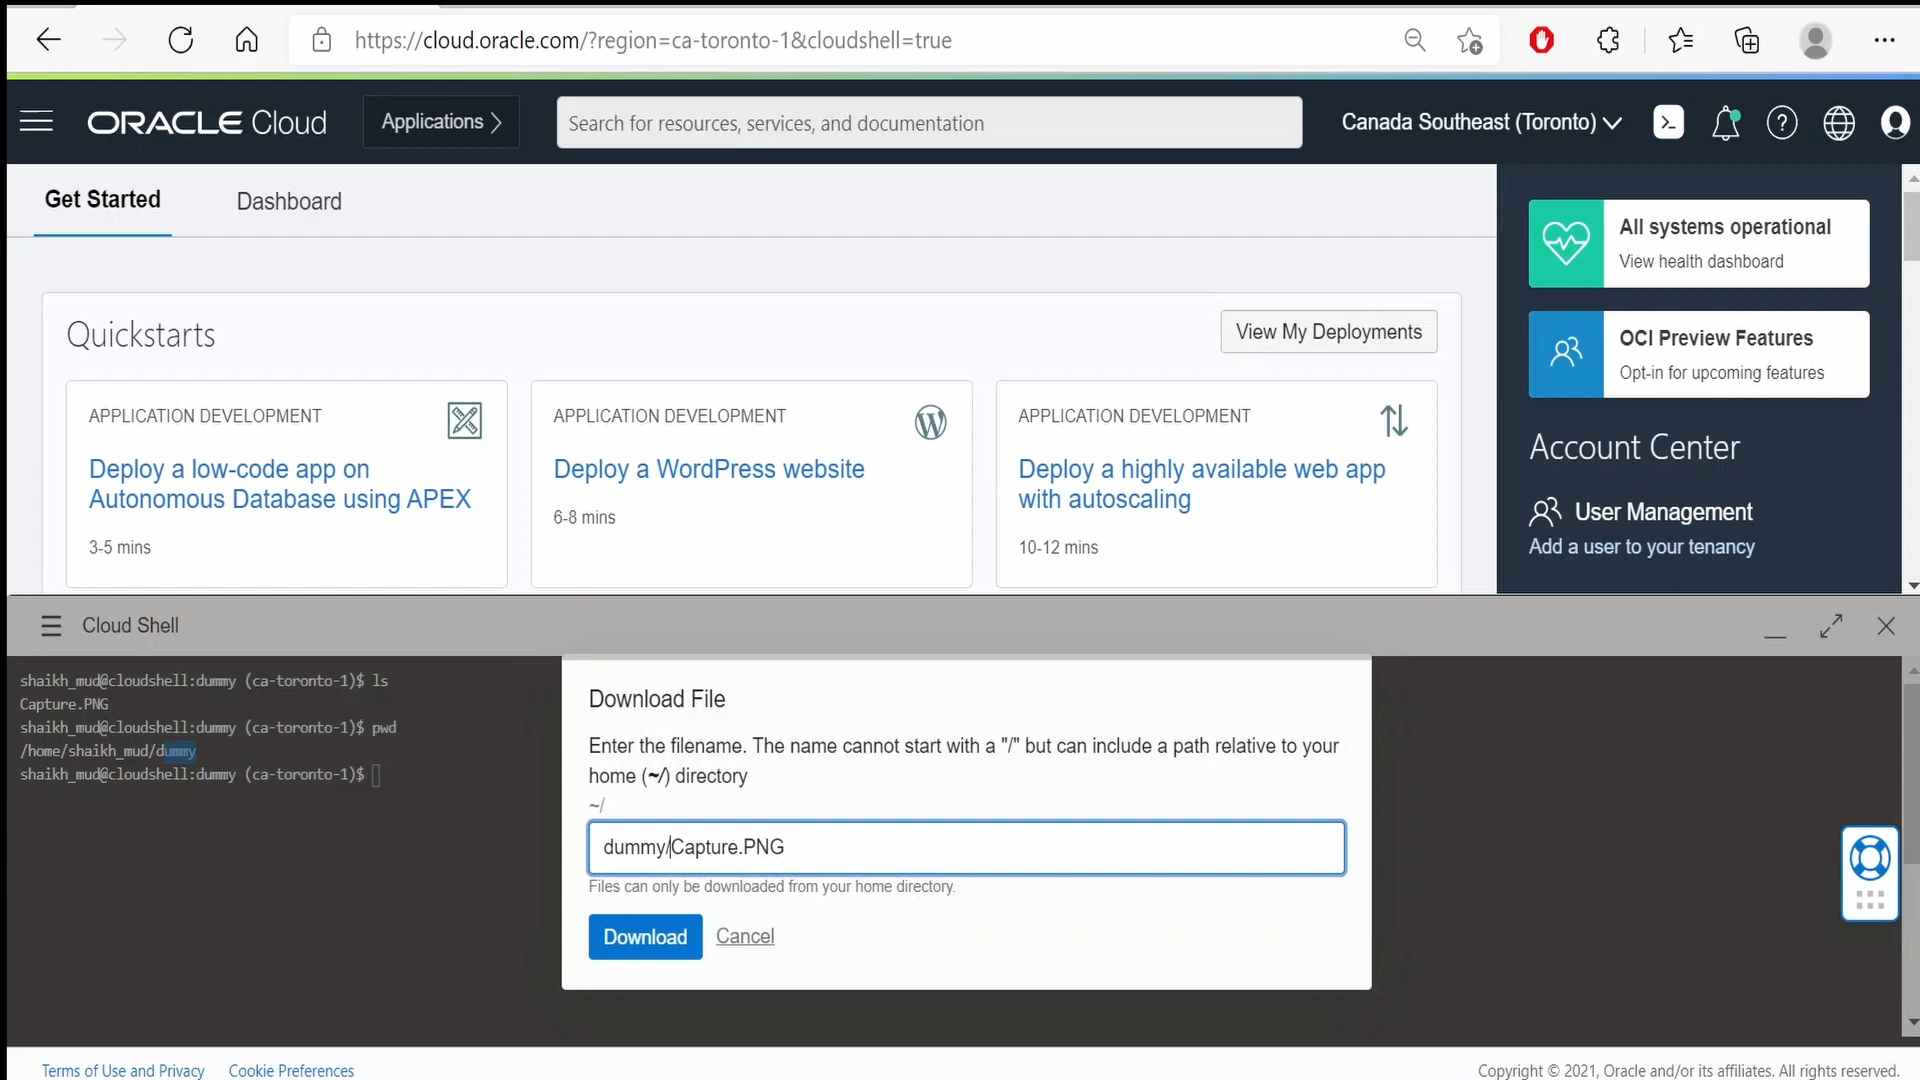 https://cloud.oracle.com/?region=ca-toronto-1&cloudshell=true
ORACLE Cloud
Applications
Search for resources, services, and documentation
Canada Southeast (Toronto)
Get Started
Dashboard
All systems operational
View health dashboard
OCI Preview Features
Opt-in for upcoming features
Quickstarts
View My Deployments
APPLICATION DEVELOPMENT
Deploy a low-code app on
Autonomous Database using APEX
3-5 mins
APPLICATION DEVELOPMENT
Deploy a WordPress website
6-8 mins
APPLICATION DEVELOPMENT
Deploy a highly available web app
with autoscaling
10-12 mins
Account Center
User Management
Add a user to your tenancy
Cloud Shell
shaikh_mud@cloudshell:dummy (ca-toronto-1)$ ls
Capture.PNG
shaikh_mud@cloudshell:dummy (ca-toronto-1)$ pwd
/home/shaikh_mud/dummy
shaikh_mud@cloudshell:dummy (ca-toronto-1)$
Download File
Enter the filename. The name cannot start with a "/" but can include a path relative to your
home (~/) directory
~/
dummy/Capture.PNG
Files can only be downloaded from your home directory.
Download
Cancel
Terms of Use and Privacy
Cookie Preferences
Copyright © 2021, Oracle and/or its affiliates. All rights reserved.